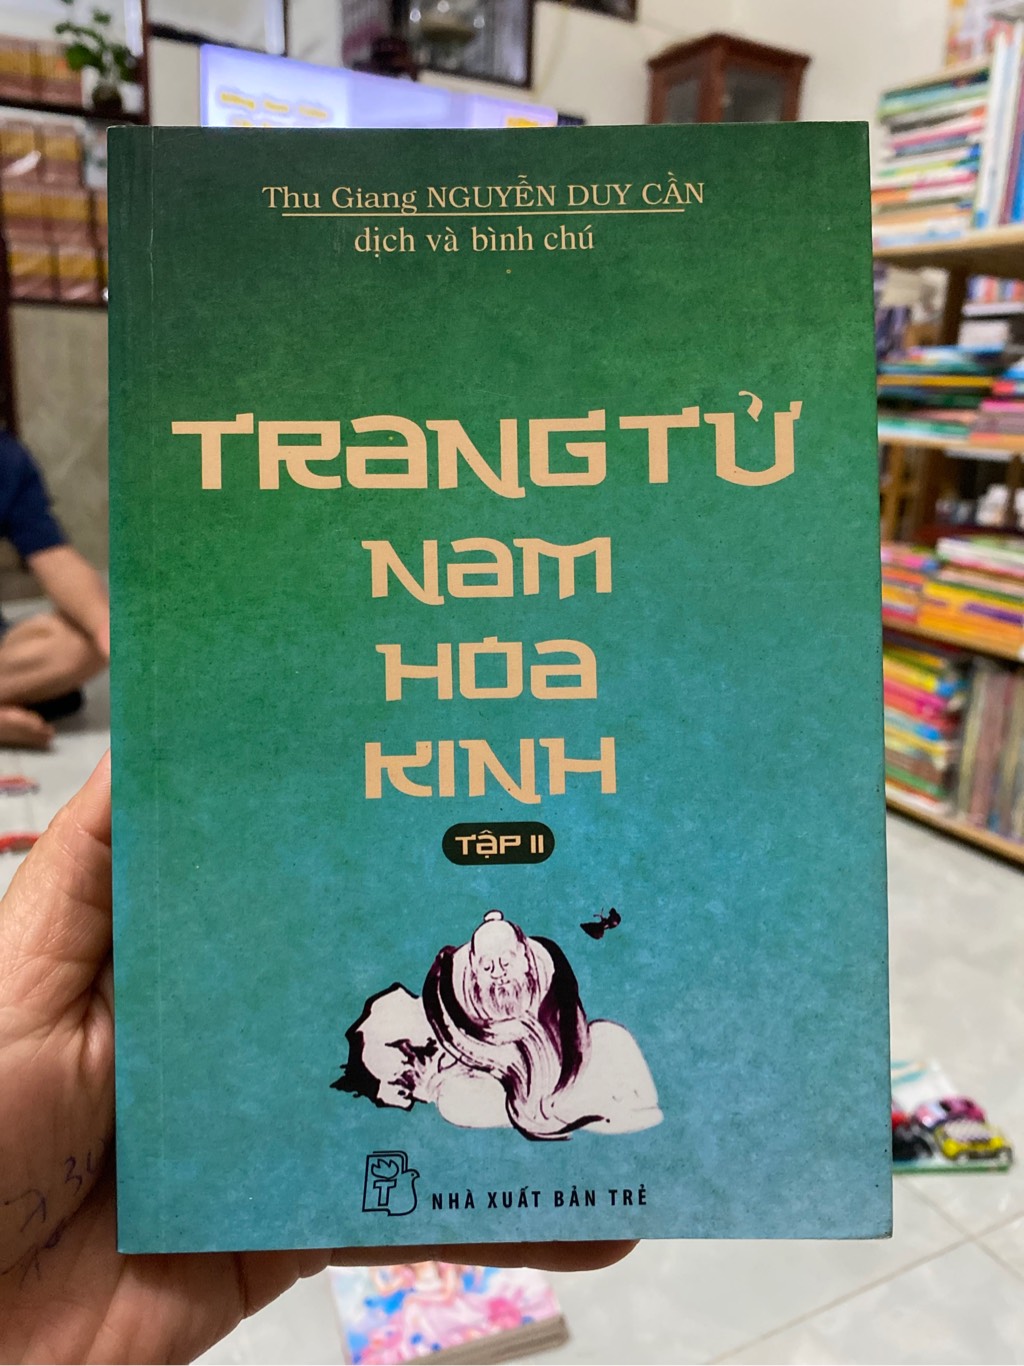 Thu Giang NGUYỄN DUY CẦN
dịch và bình chú
TRANG TỬ
NAM
HOA
KINH
TẬP II
NHÀ XUẤT BẢN TRẺ